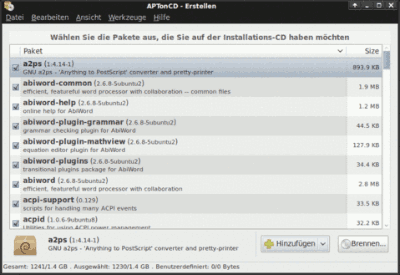 APTonCD - Erstellen
Datei Bearbeiten Ansicht Werkzeuge Hilfe
Wählen Sie die Pakete aus, die Sie auf der Installations-CD haben möchten
Paket Size
a2ps (1:4.14-1) 893.9 KB
GNU a2ps - 'Anything to PostScript' converter and pretty-printer
abiword-common (2.6.8-5ubuntu2) 1.9 MB
efficient, featureful word processor with collaboration -- common files
abiword-help (2.6.8-5ubuntu2) 1.2 MB
online help for AbiWord
abiword-plugin-grammar (2.6.8-5ubuntu2) 44.5 KB
grammar checking plugin for AbiWord
abiword-plugin-mathview (2.6.8-5ubuntu2) 127.9 KB
equation editor plugin for AbiWord
abiword-plugins (2.6.8-5ubuntu2) 34.4 KB
transitional plugins package for AbiWord
abiword (2.6.8-5ubuntu2) 2.8 MB
efficient, featureful word processor with collaboration
acpi-support (0.129) 33.5 KB
scripts for handling many ACPI events
acpid (1.0.6-9ubuntu8) 32.2 KB
Utilities for using ACPI power management
a2ps (1:4.14-1)
GNU a2ps - 'Anything to PostScript' converter and pretty-printer
Hinzufügen
Brennen...
Gesamt: 1241/1.4 GB . Ausgewählt: 1239/1.4 GB . Benutzerdefiniert: 0/0 Bytes